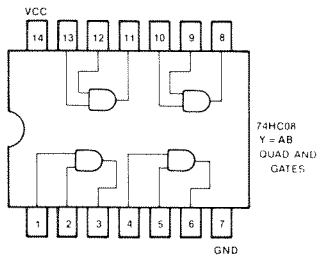 VCC
14 13 12 11 10 9 8
74HC08
Y = AB
QUAD AND
GATES
1 2 3 4 5 6 7
GND